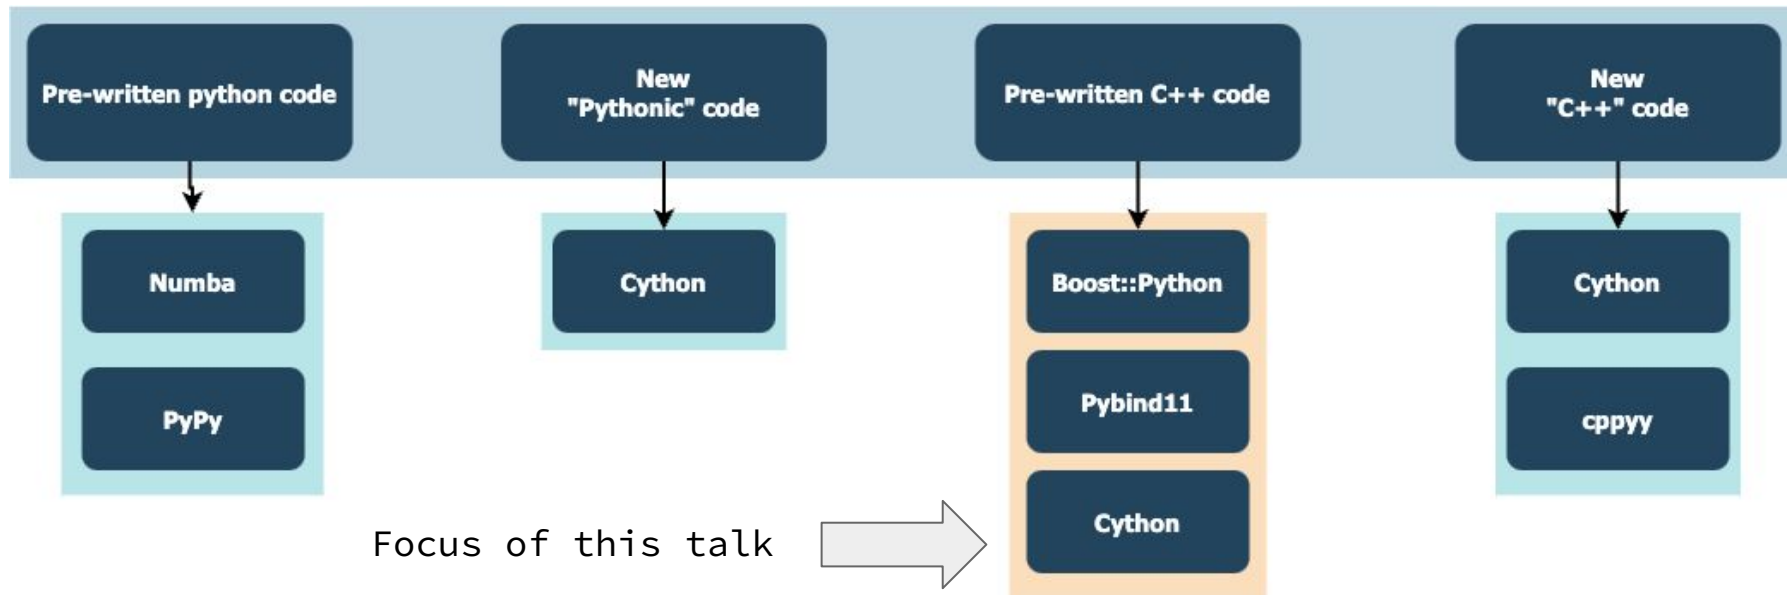 Pre-written python code
New
"Pythonic" code
Pre-written C++ code
New
"C++" code
Numba
PyPy
Cython
Boost::Python
Pybind11
Cython
Cython
cppyy
Focus of this talk